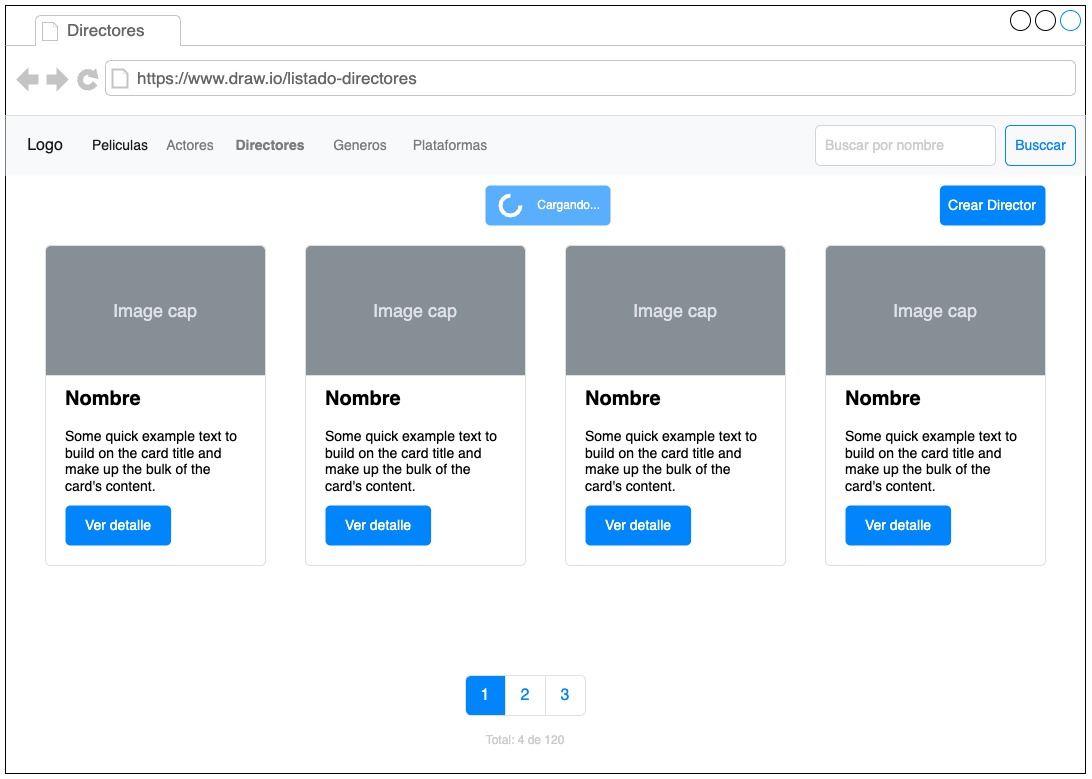 Directores
https://www.draw.io/listado-directores
Logo Peliculas Actores Directores Generos Plataformas Buscar por nombre Busccar
Cargando... Crear Director
Image cap Image cap Image cap Image cap
Nombre
Some quick example text to
build on the card title and
make up the bulk of the
card's content.
Ver detalle
Nombre
Some quick example text to
build on the card title and
make up the bulk of the
card's content.
Ver detalle
Nombre
Some quick example text to
build on the card title and
make up the bulk of the
card's content.
Ver detalle
Nombre
Some quick example text to
build on the card title and
make up the bulk of the
card's content.
Ver detalle
1 2 3
Total: 4 de 120